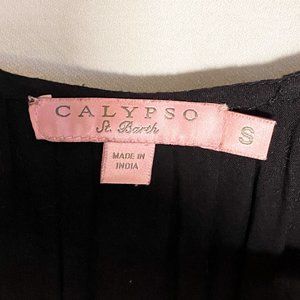 CALYPSO
St. Barth
S
MADE IN
INDIA